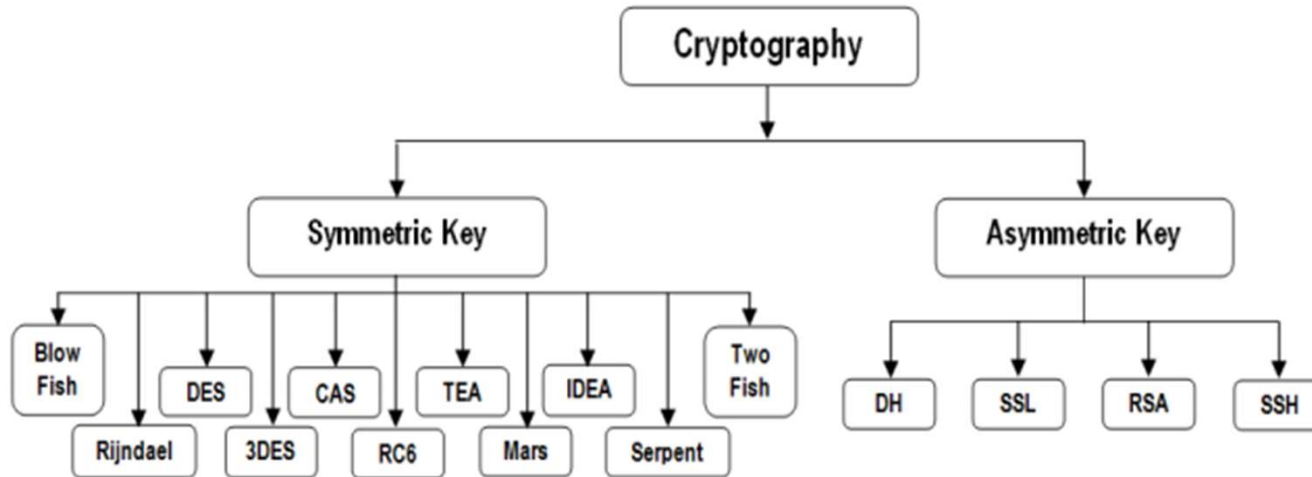 Cryptography
Symmetric Key
Asymmetric Key
Blow
Fish
DES
CAS
TEA
IDEA
Two
Fish
Rijndael
3DES
RC6
Mars
Serpent
DH
SSL
RSA
SSH